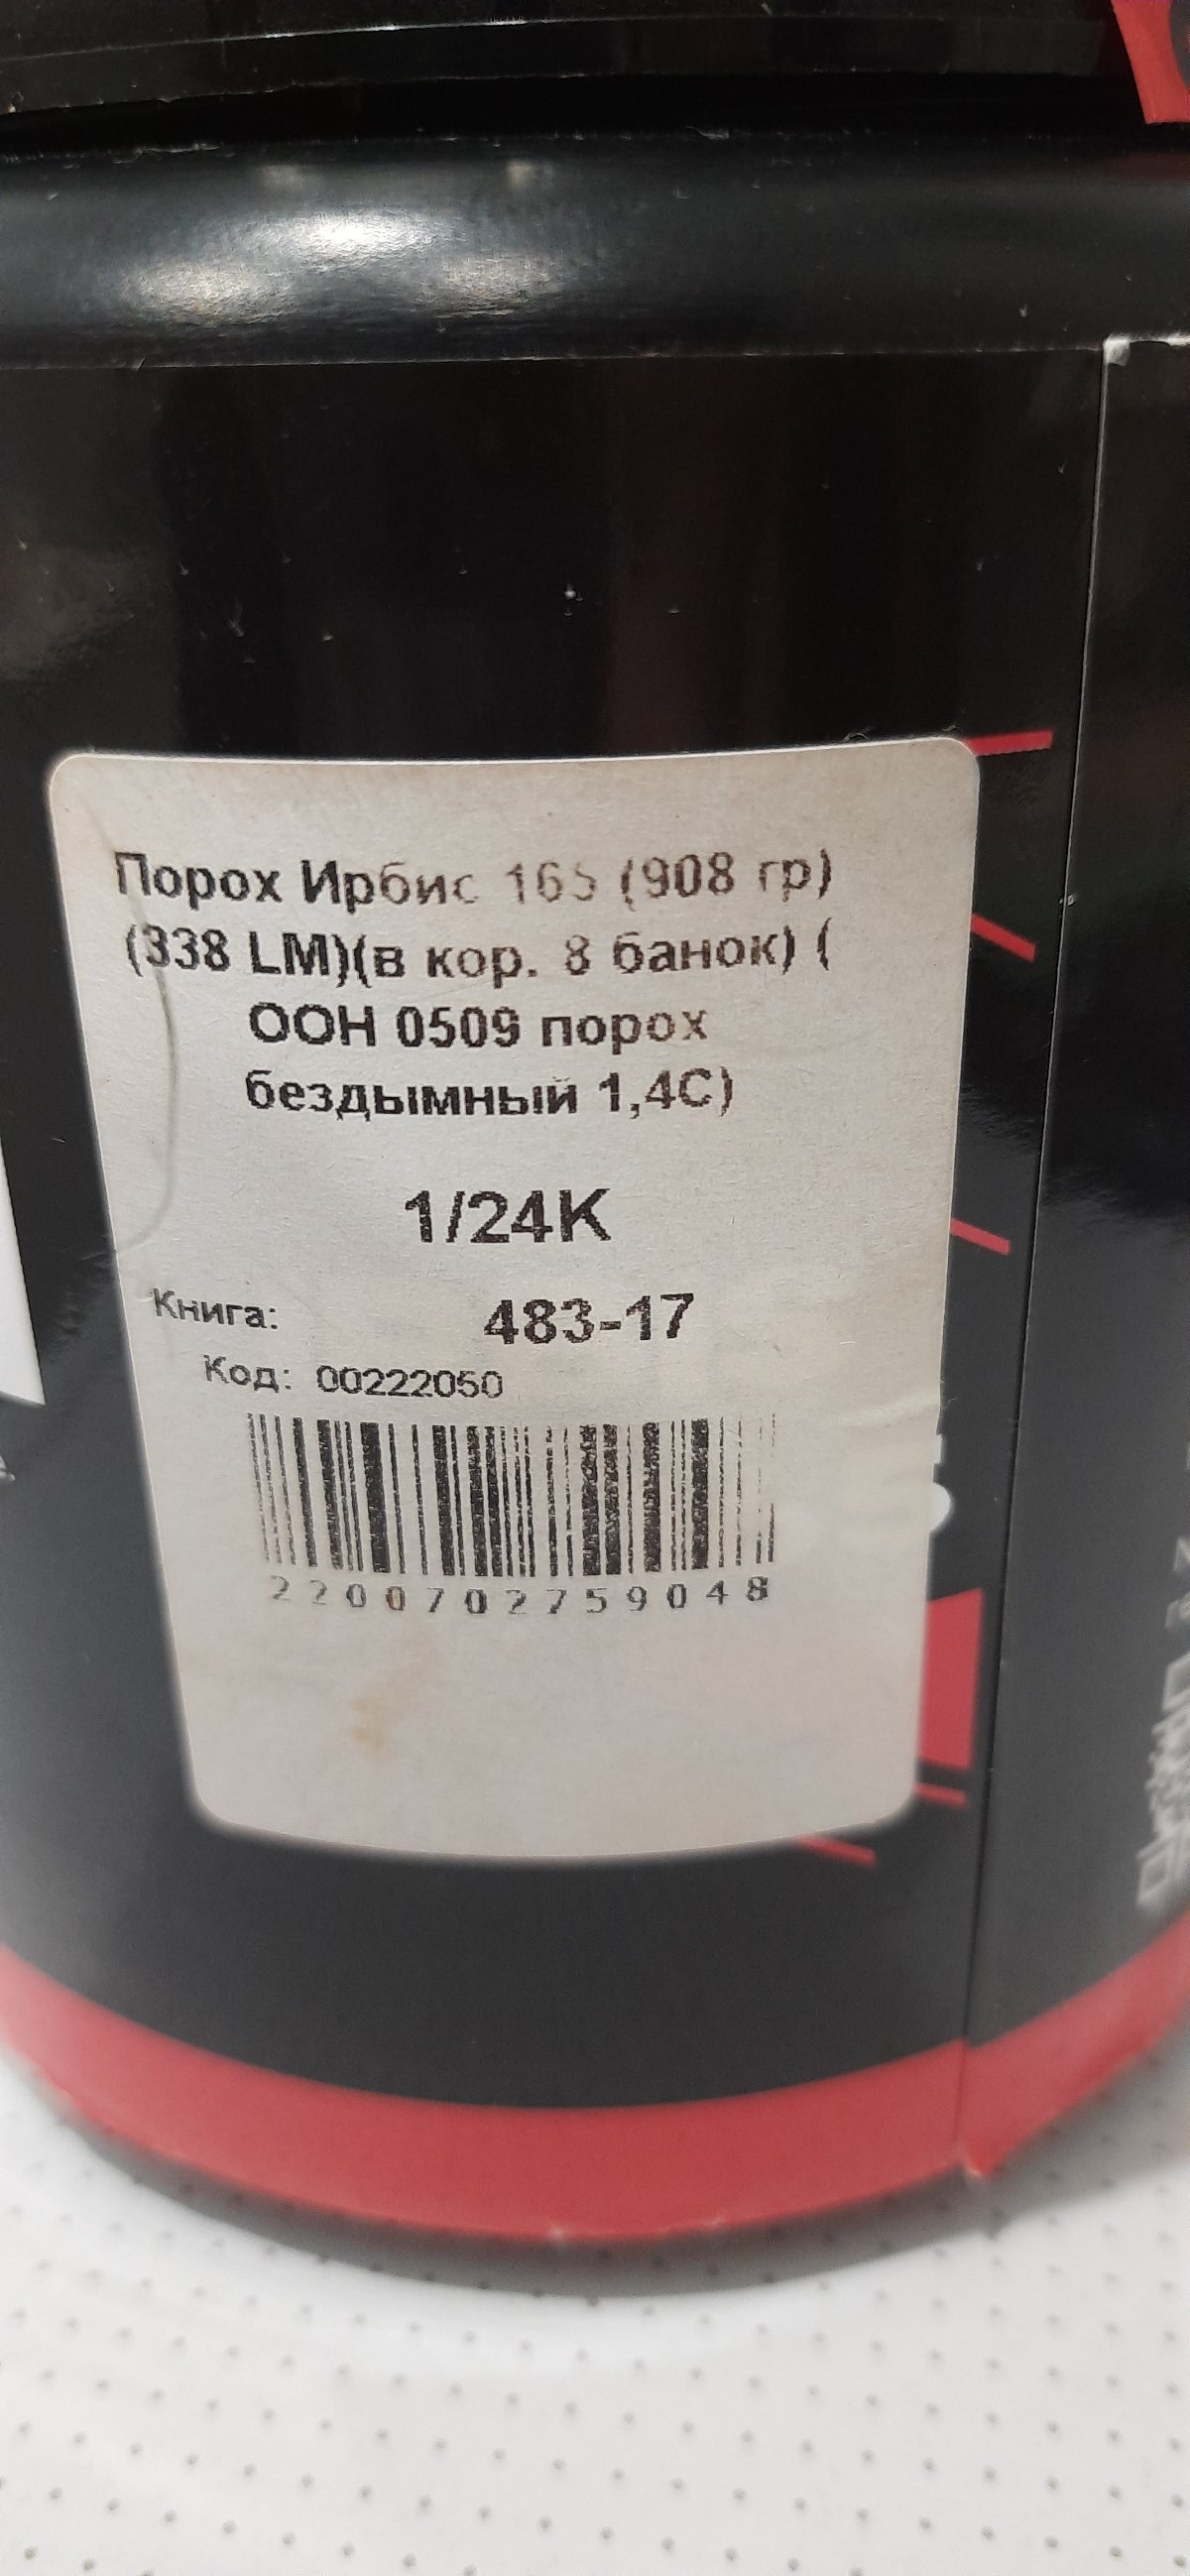 Порох Ирбис 165 (908 гр)
(338 LM)(в кор. 8 банок) (
ООН 0509 порох
бездымный 1,4С)
1/24К
Книга: 483-17
Код: 00222050
2200702759048